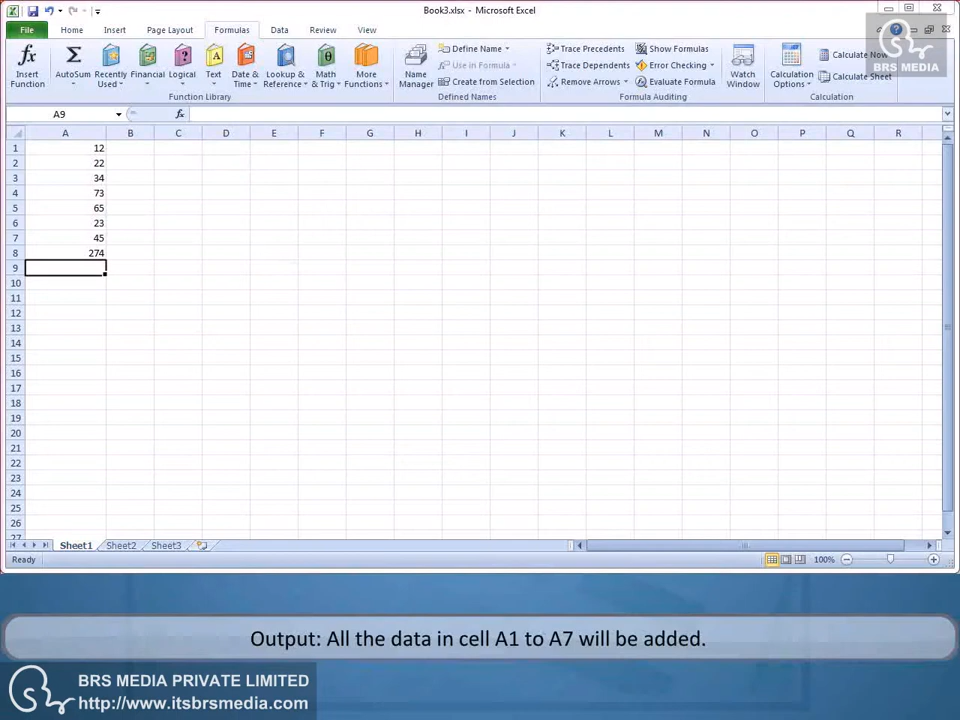 Book3.xlsx - Microsoft Excel
File Home Insert Page Layout Formulas Data Review View
BRS MEDIA
fx Insert Function
Σ AutoSum
Recently Used
Financial
Logical
A Text
Date & Time
Lookup & Reference
θ Math & Trig
More Functions
Function Library
Name Manager
Define Name
Use in Formula
Create from Selection
Defined Names
Trace Precedents
Trace Dependents
Remove Arrows
Show Formulas
Error Checking
Evaluate Formula
Formula Auditing
Watch Window
Calculation Options
Calculate Now
Calculate Sheet
Calculation
A9 fx
A B C D E F G H I J K L M N O P Q R
1 12
2 22
3 34
4 73
5 65
6 23
7 45
8 274
9
10
11
12
13
14
15
16
17
18
19
20
21
22
23
24
25
26
27
Sheet1 Sheet2 Sheet3
Ready 100%
Output: All the data in cell A1 to A7 will be added.
BRS MEDIA PRIVATE LIMITED
http://www.itsbrsmedia.com